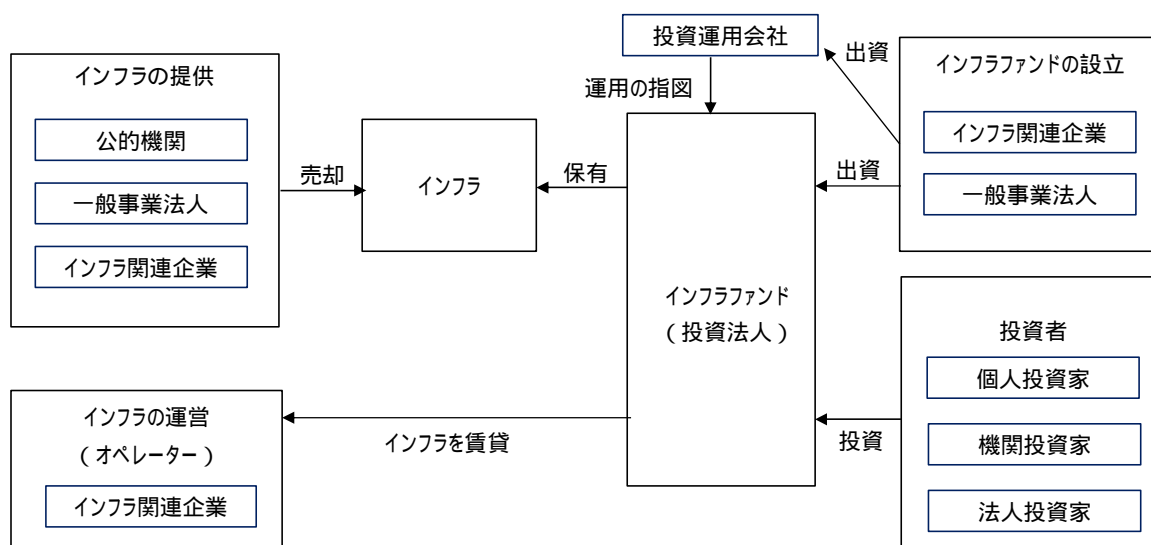 インフラの提供
公的機関
一般事業法人
インフラ関連企業
売却
インフラ
保有
投資運用会社
運用の指図
インフラファンド
(投資法人)
出資
出資
インフラファンドの設立
インフラ関連企業
一般事業法人
投資者
個人投資家
機関投資家
法人投資家
投資
インフラの運営
(オペレーター)
インフラ関連企業
インフラを賃貸